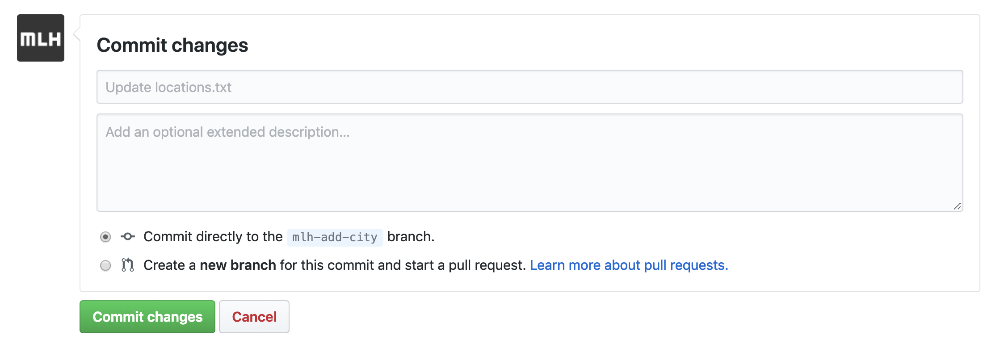 MLH
Commit changes
Update locations.txt
Add an optional extended description...
Commit directly to the mlh-add-city branch.
Create a new branch for this commit and start a pull request. Learn more about pull requests.
Commit changes Cancel